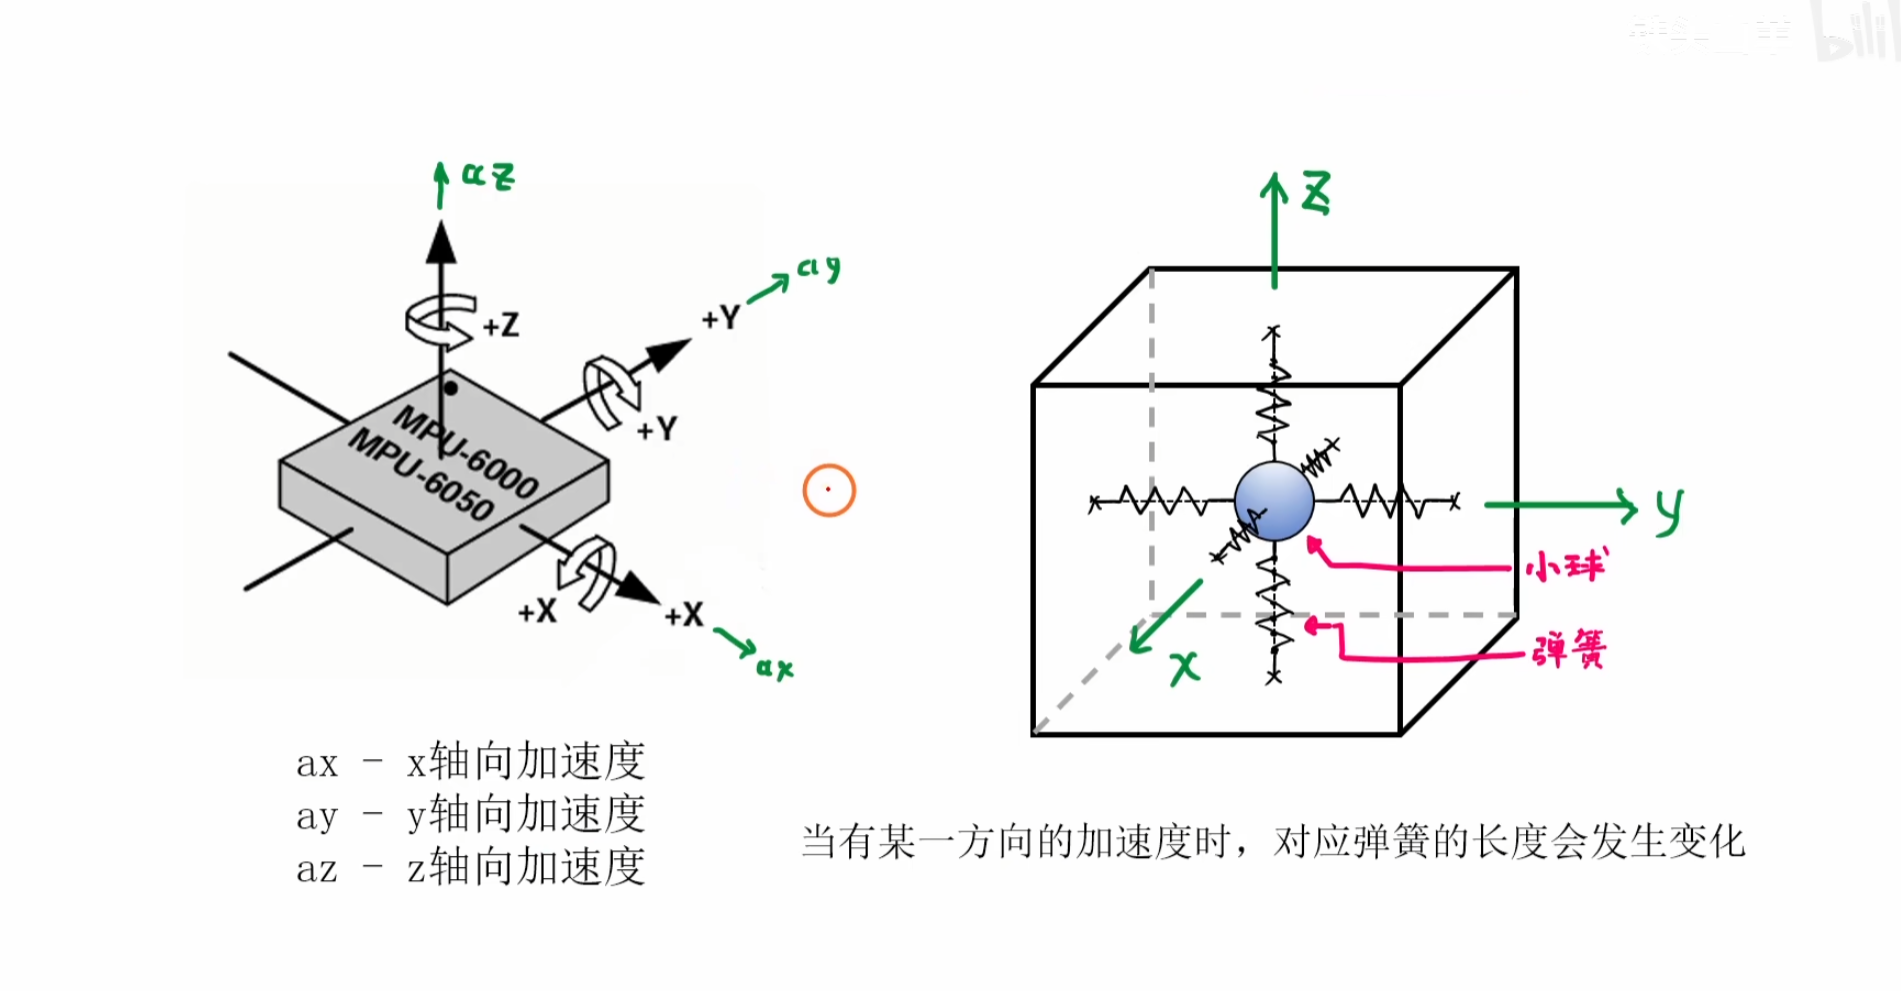 az
ay
+Y
+Z
+Y
MPU-6000
MPU-6050
+X
+X
ax
ax - x轴向加速度
ay - y轴向加速度
az - z轴向加速度
z
y
小球
弹簧
x
当有某一方向的加速度时，对应弹簧的长度会发生变化